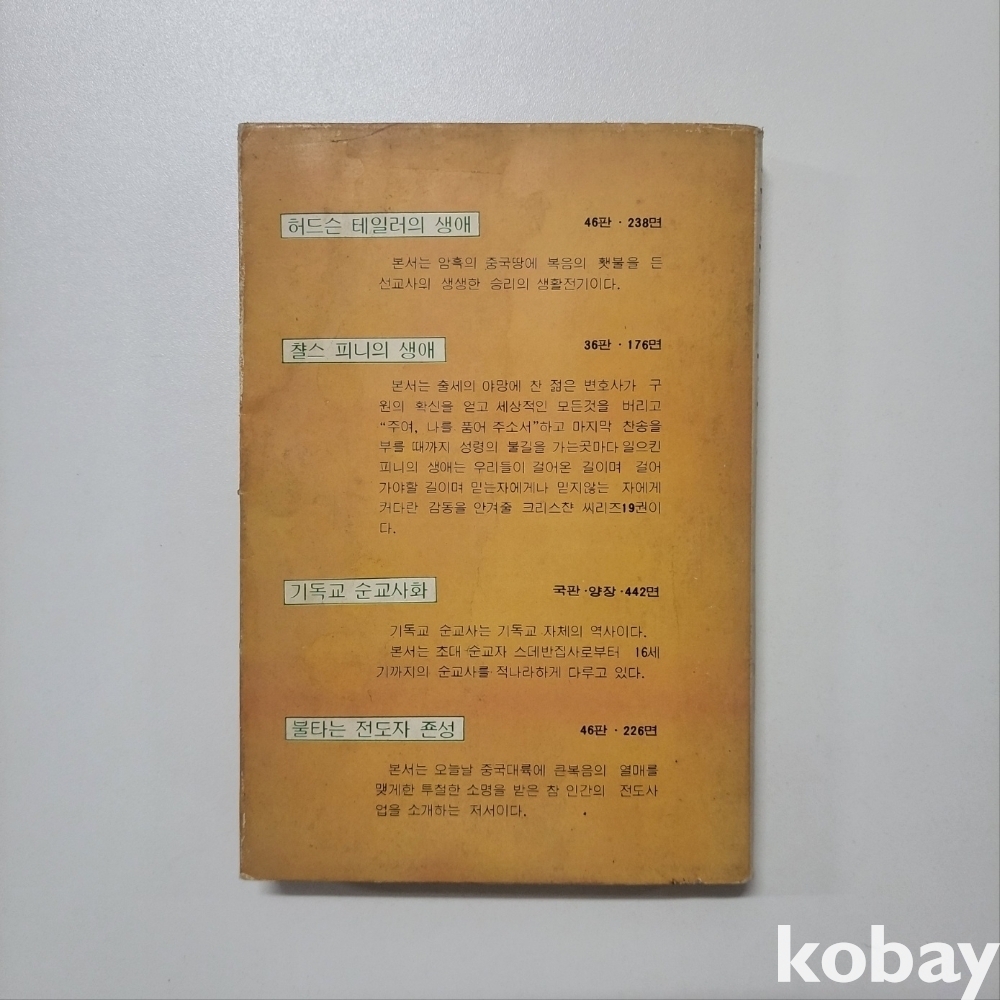 허드슨 테일러의 생애 46판 · 238면
본서는 암흑의 중국땅에 복음의 횃불을 든
선교사의 생생한 승리의 생활전기이다.
챨스 피니의 생애 36판 · 176면
본서는 출세의 야망에 찬 젊은 변호사가 구
원의 확신을 얻고 세상적인 모든것을 버리고
“주여, 나를 품어 주소서”하고 마지막 찬송을
부를 때까지 성령의 불길을 가는곳마다 일으킨
피니의 생애는 우리들이 걸어온 길이며 걸어
가야할 길이며 믿는자에게나 믿지않는 자에게
커다란 감동을 안겨줄 크리스챤 씨리즈19권이
다.
기독교 순교사화 국판 · 양장 · 442면
기독교 순교사는 기독교 자체의 역사이다.
본서는 초대 순교자 스데반집사로부터 16세
기까지의 순교사를 적나라하게 다루고 있다.
불타는 전도자 죤성 46판 · 226면
본서는 오늘날 중국대륙에 큰복음의 열매를
맺게한 투철한 소명을 받은 참 인간의 전도사
업을 소개하는 저서이다.
kobay